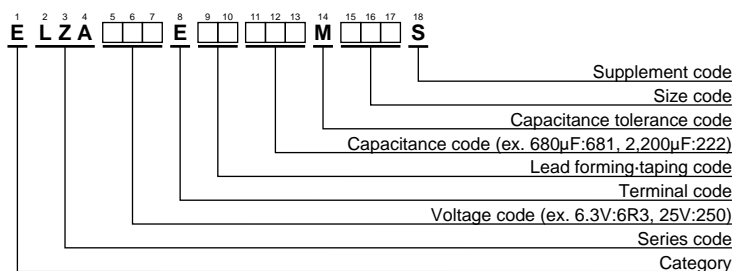 1 2 3 4 5 6 7 8 9 10 11 12 13 14 15 16 17 18
E L Z A E M S
Supplement code
Size code
Capacitance tolerance code
Capacitance code (ex. 680μF:681, 2,200μF:222)
Lead forming·taping code
Terminal code
Voltage code (ex. 6.3V:6R3, 25V:250)
Series code
Category